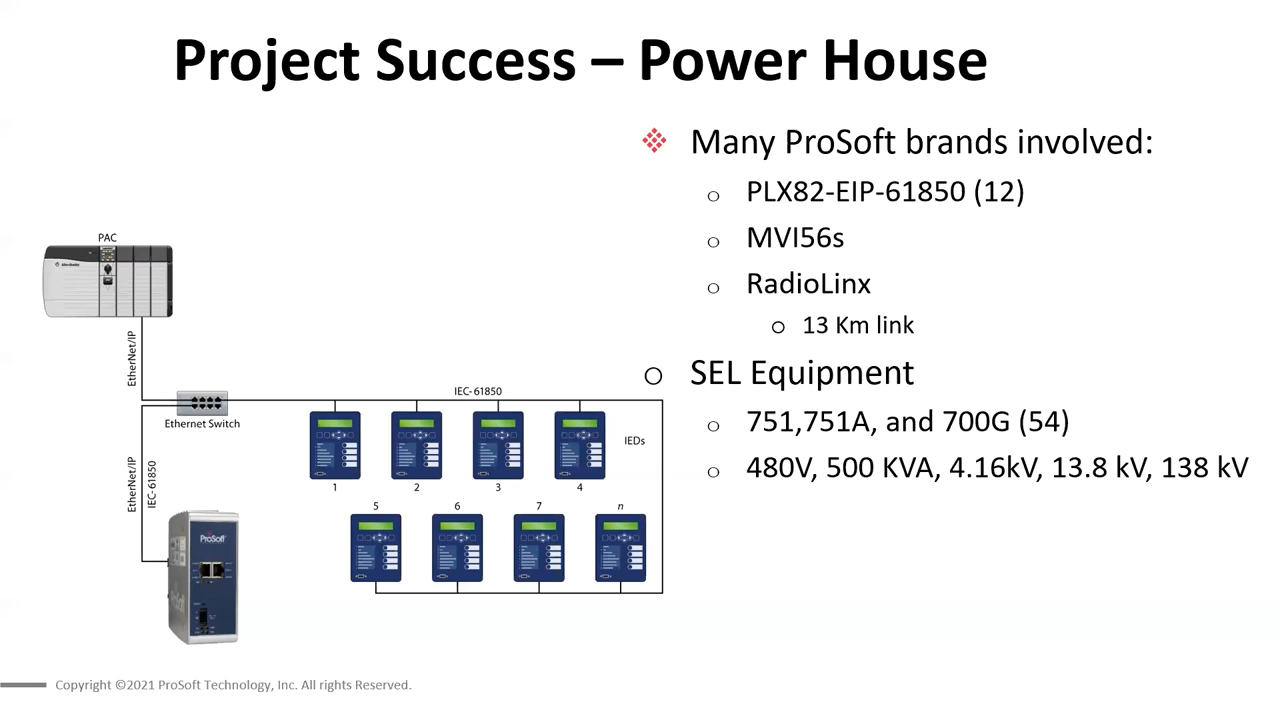 Project Success – Power House
Many ProSoft brands involved:
PLX82-EIP-61850 (12)
MVI56s
RadioLinx
13 Km link
SEL Equipment
751,751A, and 700G (54)
480V, 500 KVA, 4.16kV, 13.8 kV, 138 kV
PAC
EtherNet/IP
Ethernet Switch
IEC-61850
IEDs
1
2
3
4
5
6
7
n
EtherNet/IP
IEC-61850
ProSoft
Copyright ©2021 ProSoft Technology, Inc. All rights Reserved.